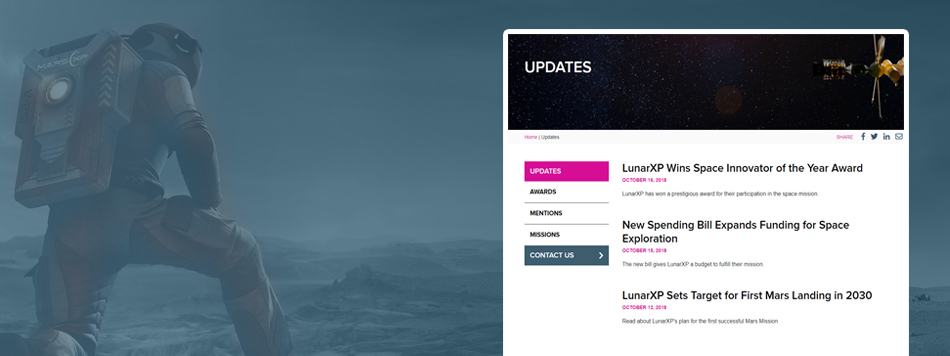 UPDATES
Home | Updates
SHARE
UPDATES
AWARDS
MENTIONS
MISSIONS
CONTACT US
LunarXP Wins Space Innovator of the Year Award
OCTOBER 16, 2018
LunarXP has won a prestigious award for their participation in the space mission.
New Spending Bill Expands Funding for Space
Exploration
OCTOBER 15, 2018
The new bill gives LunarXP a budget to fulfill their mission.
LunarXP Sets Target for First Mars Landing in 2030
OCTOBER 12, 2018
Read about LunarXP's plan for the first successful Mars Mission